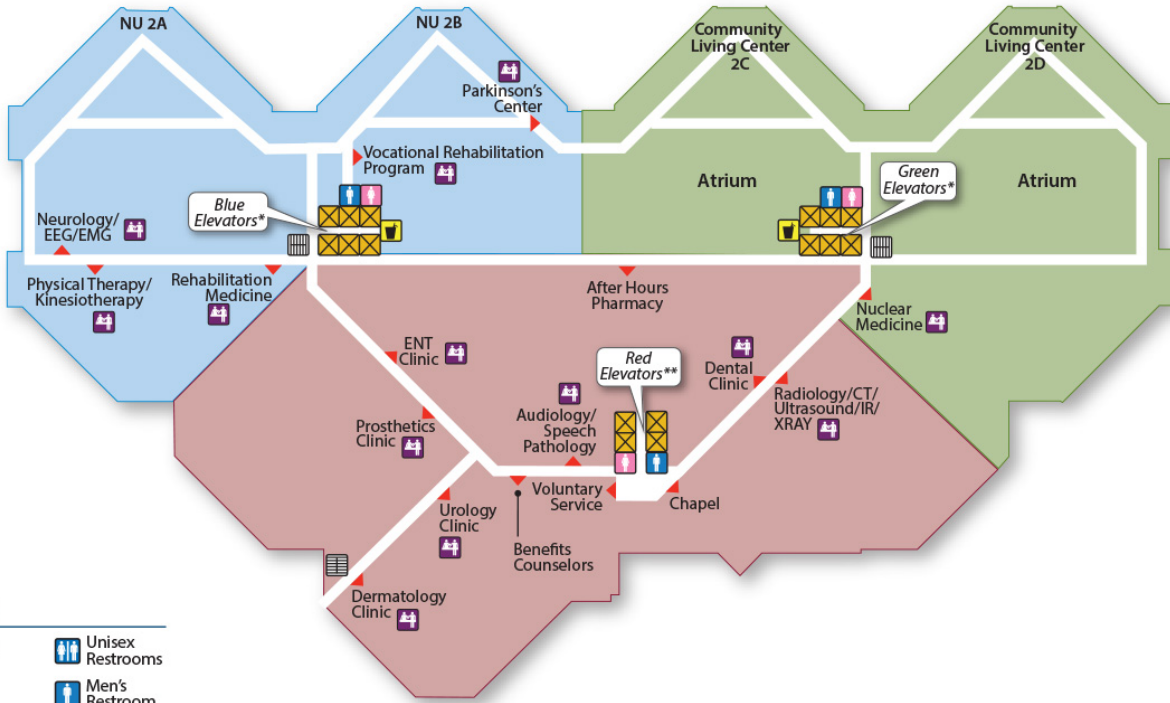 NU 2A
NU 2B
Community
Living Center
2C
Community
Living Center
2D
Parkinson's
Center
Vocational Rehabilitation
Program
Atrium
Green
Elevators*
Atrium
Blue
Elevators*
Neurology/
EEG/EMG
Physical Therapy/
Kinesiotherapy
Rehabilitation
Medicine
After Hours
Pharmacy
Nuclear
Medicine
ENT
Clinic
Red
Elevators**
Dental
Clinic
Radiology/CT/
Ultrasound/IR/
XRAY
Prosthetics
Clinic
Audiology/
Speech
Pathology
Voluntary
Service
Chapel
Urology
Clinic
Benefits
Counselors
Dermatology
Clinic
Unisex
Restrooms
Men's
Restroom